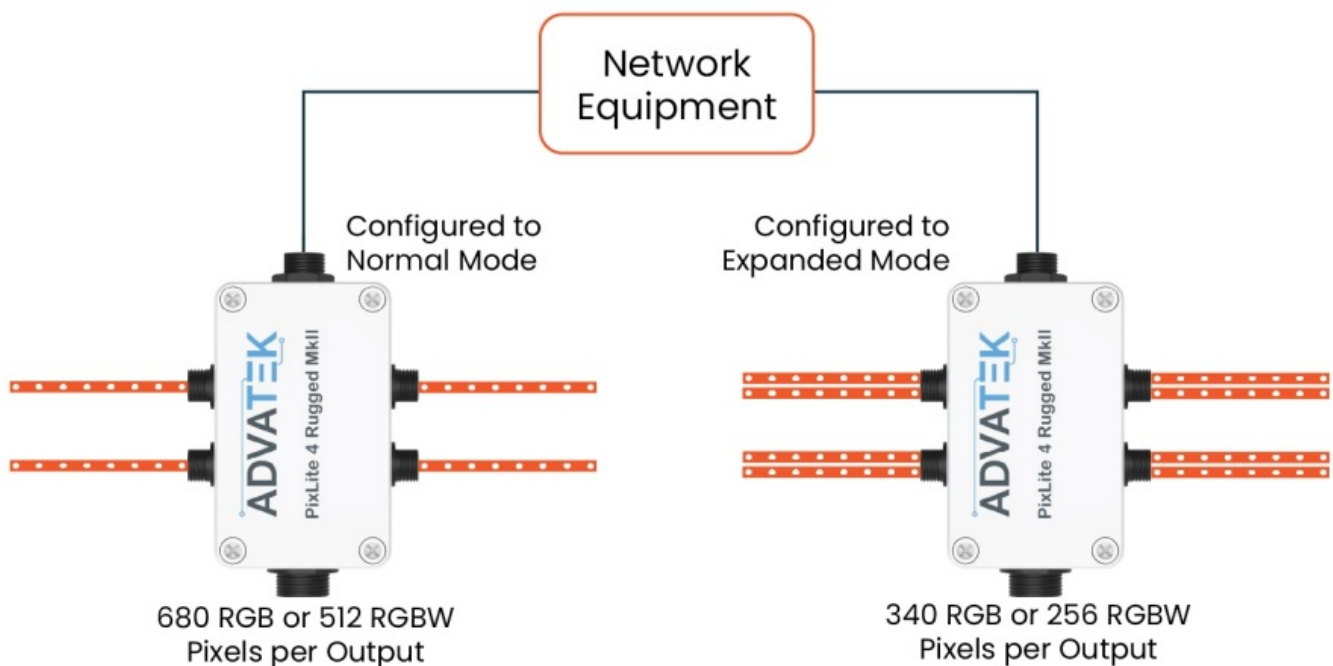 Network
Equipment
Configured to
Normal Mode
Configured to
Expanded Mode
ADVATEK
PixLite 4 Rugged MkII
ADVATEK
PixLite 4 Rugged MkII
680 RGB or 512 RGBW
Pixels per Output
340 RGB or 256 RGBW
Pixels per Output